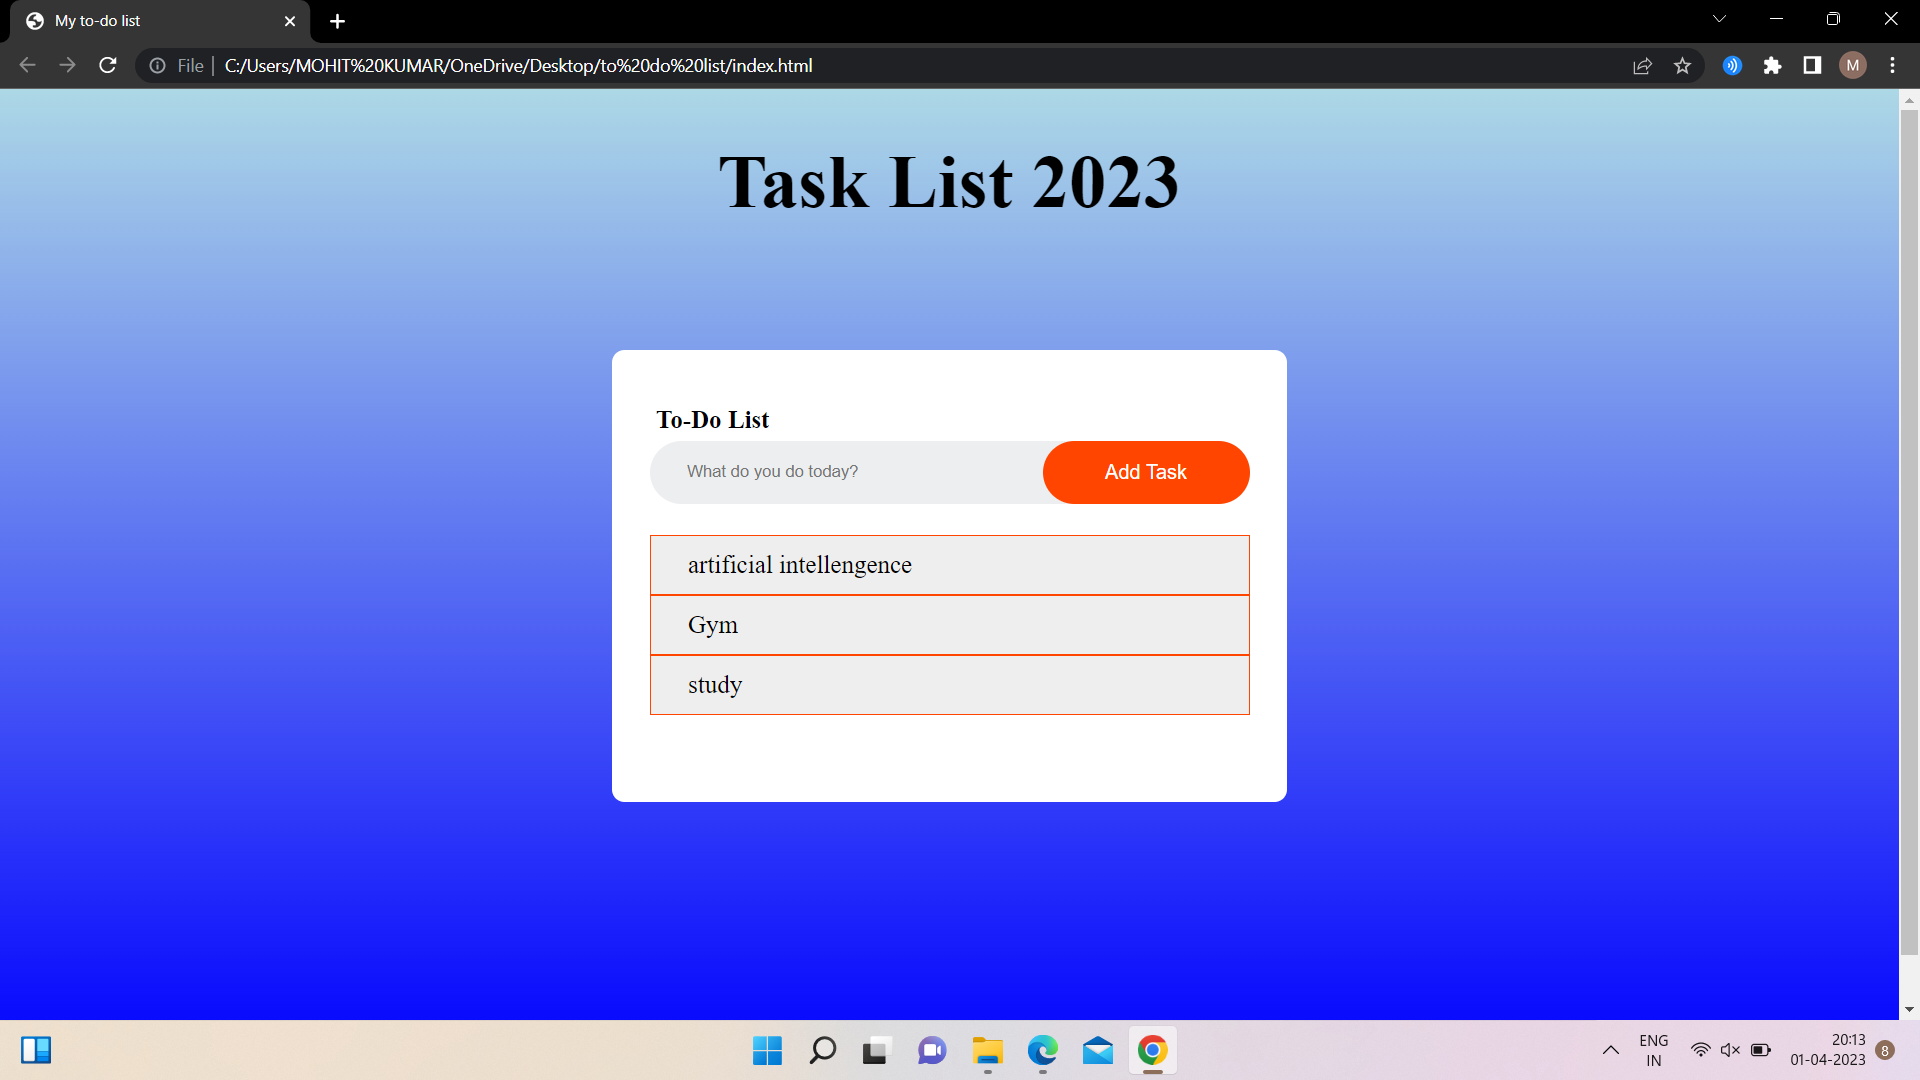 My to-do list
File
C:/Users/MOHIT%20KUMAR/OneDrive/Desktop/to%20do%20list/index.html
M
Task List 2023
To-Do List
What do you do today?
Add Task
artificial intellengence
Gym
study
ENG
IN
20:13
01-04-2023
8